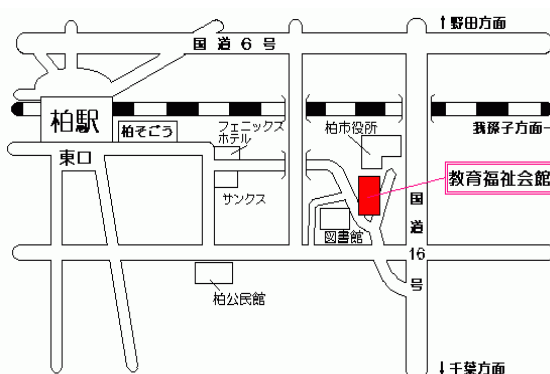 ↑野田方面
国道6号
柏駅
柏そごう
フェニックス
ホテル
柏市役所
我孫子方面
東口
教育福祉会館
サンクス
国道16号
図書館
柏公民館
↓千葉方面